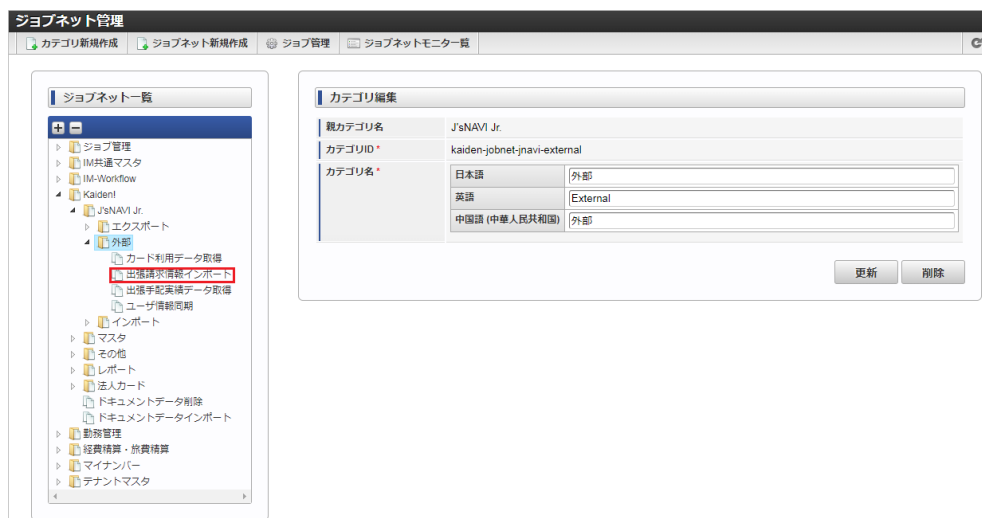 ジョブネット管理
カテゴリ新規作成 ジョブネット新規作成 ジョブ管理 ジョブネットモニター覧
ジョブネット一覧
ジョブ管理
IM共通マスタ
IM-Workflow
Kaiden!
J'sNAVI Jr.
エクスポート
外部
カード利用データ取得
出張請求情報インポート
出張手配実績データ取得
ユーザ情報同期
インポート
マスタ
その他
レポート
法人カード
ドキュメントデータ削除
ドキュメントデータインポート
勤務管理
経費精算・旅費精算
マイナンバー
テナントマスタ
カテゴリ編集
親カテゴリ名 J'sNAVI Jr.
カテゴリID * kaiden-jobnet-jnavi-external
カテゴリ名 * 日本語 外部
英語 External
中国語 (中華人民共和国) 外部
更新 削除